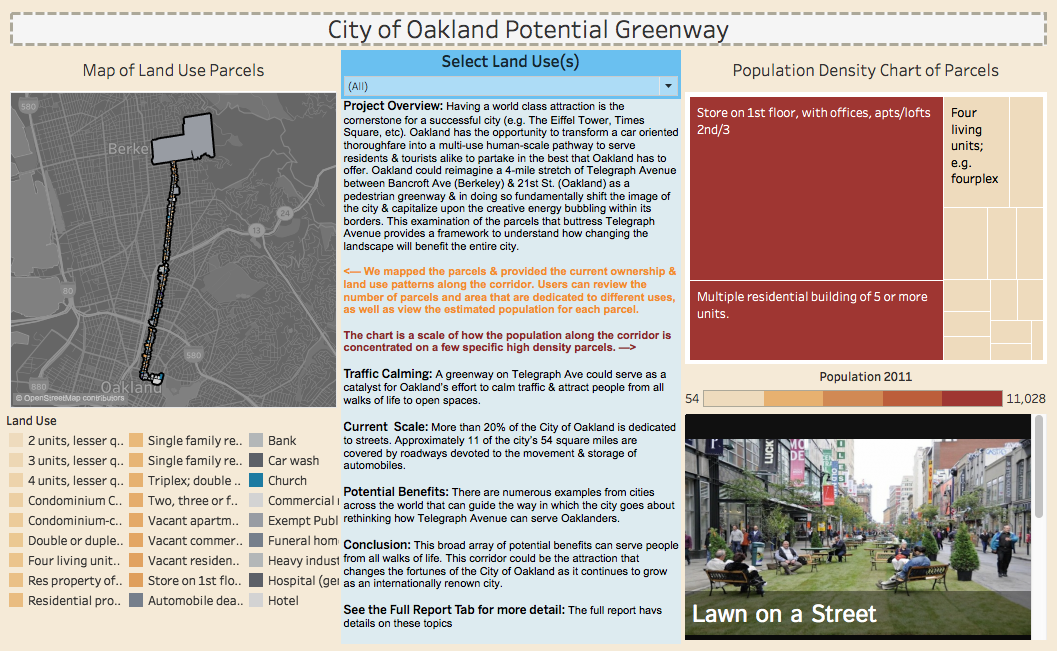 City of Oakland Potential Greenway
Map of Land Use Parcels
580
Berke
24
13
80
580
880
Oakland
© OpenStreetMap contributors
Land Use
2 units, lesser q..
3 units, lesser q..
4 units, lesser q..
Condominium C..
Condominium-c..
Double or duple..
Four living unit..
Res property of..
Residential pro..
Single family re..
Single family re..
Triplex; double ..
Two, three or f..
Vacant apartm..
Vacant commer..
Vacant residen..
Store on 1st flo..
Automobile dea..
Bank
Car wash
Church
Commercial
Exempt Publ
Funeral hom
Heavy indust
Hospital (ge
Hotel
Select Land Use(s)
(All)
Project Overview: Having a world class attraction is the
cornerstone for a successful city (e.g. The Eiffel Tower, Times
Square, etc). Oakland has the opportunity to transform a car oriented
thoroughfare into a multi-use human-scale pathway to serve
residents & tourists alike to partake in the best that Oakland has to
offer. Oakland could reimagine a 4-mile stretch of Telegraph Avenue
between Bancroft Ave (Berkeley) & 21st St. (Oakland) as a
pedestrian greenway & in doing so fundamentally shift the image of
the city & capitalize upon the creative energy bubbling within its
borders. This examination of the parcels that buttress Telegraph
Avenue provides a framework to understand how changing the
landscape will benefit the entire city.
<— We mapped the parcels & provided the current ownership &
land use patterns along the corridor. Users can review the
number of parcels and area that are dedicated to different uses,
as well as view the estimated population for each parcel.
The chart is a scale of how the population along the corridor is
concentrated on a few specific high density parcels. —>
Traffic Calming: A greenway on Telegraph Ave could serve as a
catalyst for Oakland's effort to calm traffic & attract people from all
walks of life to open spaces.
Current Scale: More than 20% of the City of Oakland is dedicated
to streets. Approximately 11 of the city's 54 square miles are
covered by roadways devoted to the movement & storage of
automobiles.
Potential Benefits: There are numerous examples from cities
across the world that can guide the way in which the city goes about
rethinking how Telegraph Avenue can serve Oaklanders.
Conclusion: This broad array of potential benefits can serve people
from all walks of life. This corridor could be the attraction that
changes the fortunes of the City of Oakland as it continues to grow
as an internationally renown city.
See the Full Report Tab for more detail: The full report havs
details on these topics
Population Density Chart of Parcels
Store on 1st floor, with offices, apts/lofts
2nd/3
Four
living
units;
e.g.
fourplex
Multiple residential building of 5 or more
units.
Population 2011
54
11,028
Lawn on a Street